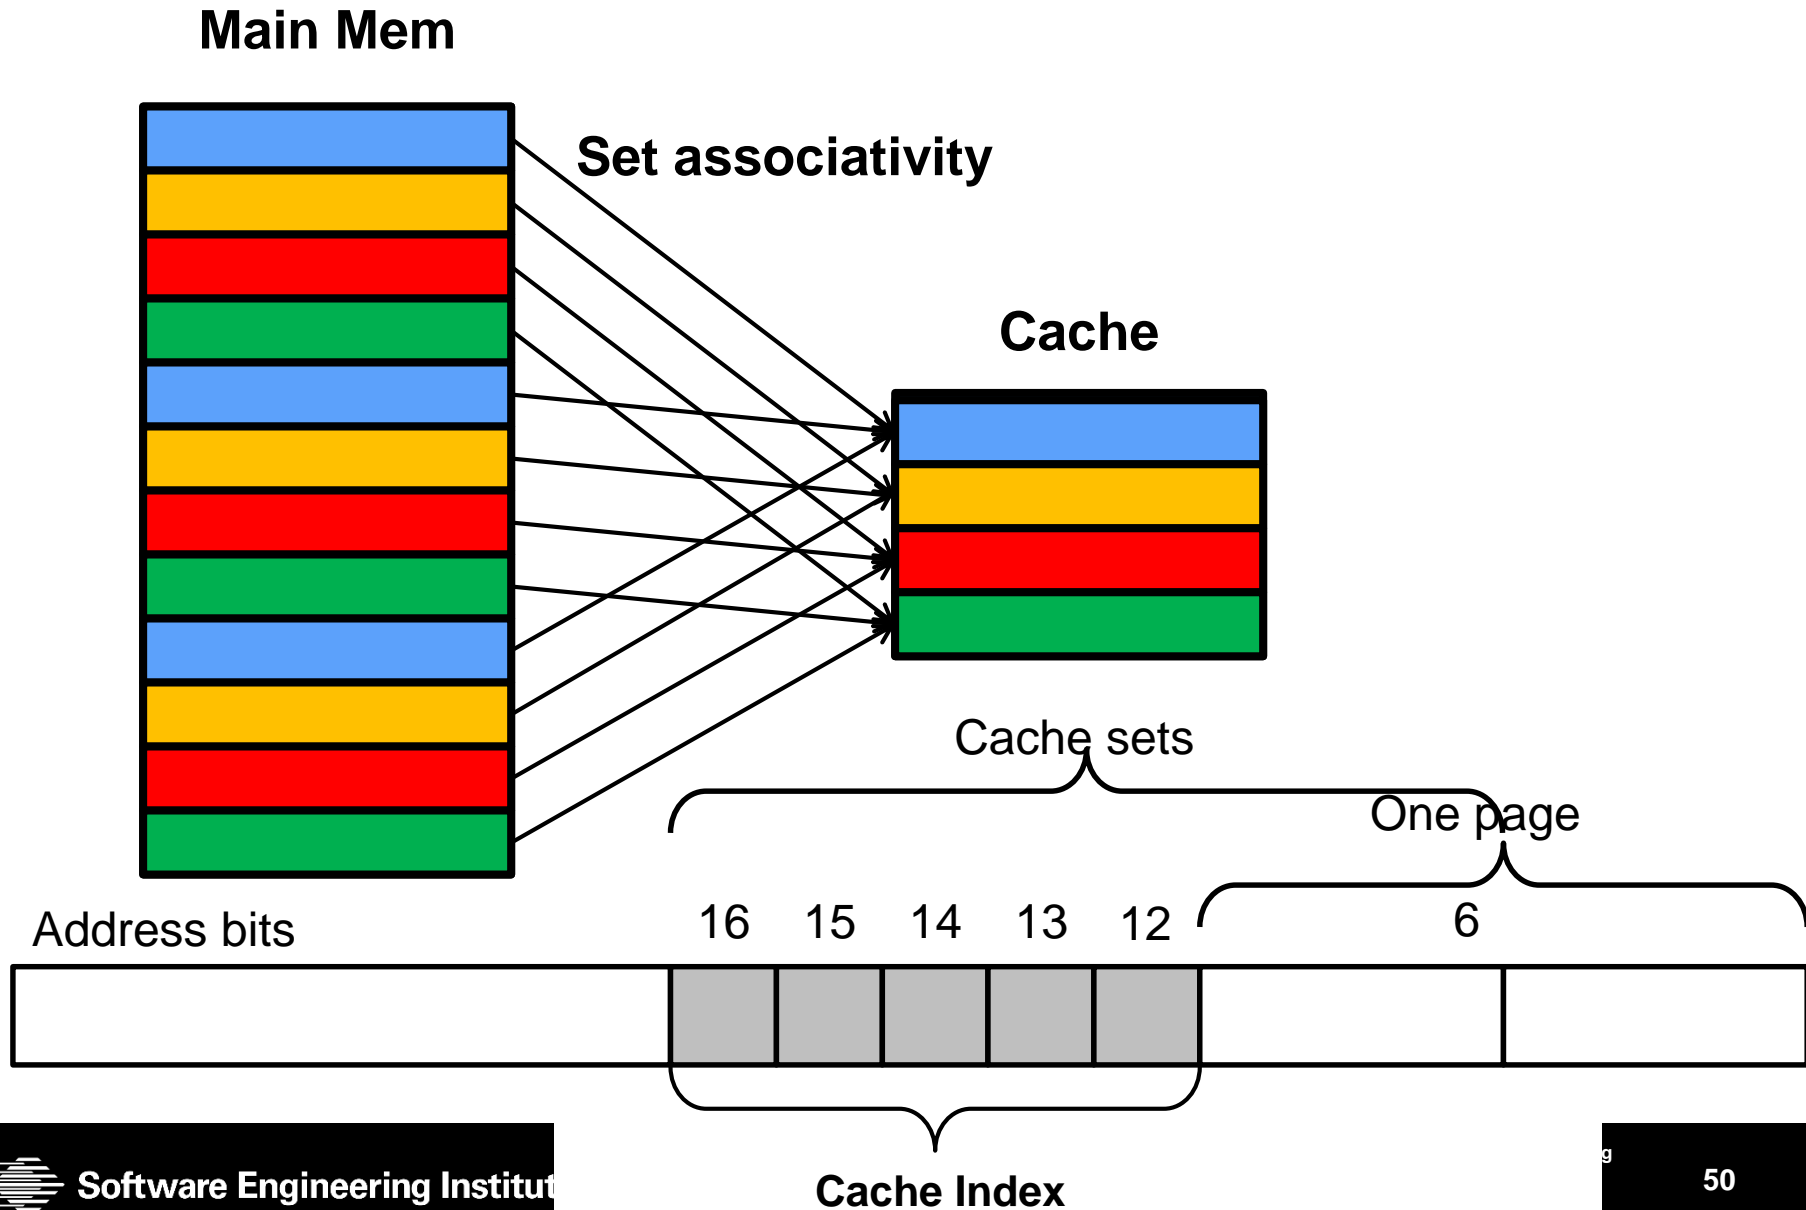 Main Mem
Set associativity
Cache
Cache sets
One page
Address bits
16 15 14 13 12 6
Software Engineering Institut
g
50
Cache Index